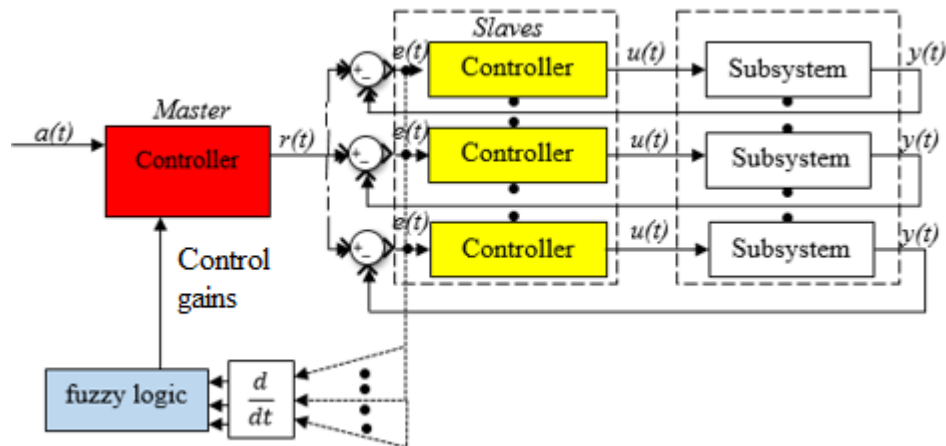 Slaves
e(t)
Controller
u(t)
Subsystem
y(t)
+
-
Master
a(t)
Controller
r(t)
+
-
e(t)
Controller
u(t)
Subsystem
y(t)
+
-
e(t)
Controller
u(t)
Subsystem
y(t)
Control
gains
fuzzy logic
d
dt